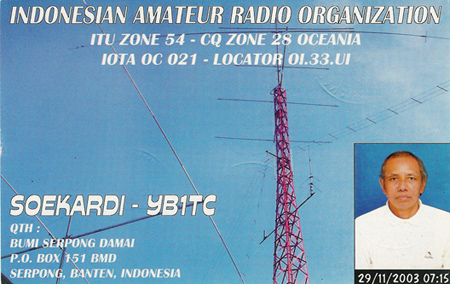 INDONESIAN AMATEUR RADIO ORGANIZATION
ITU ZONE 54 - CQ ZONE 28 OCEANIA
IOTA OC 021 - LOCATOR OI.33.UI
SOEKARDI - YB1TC
QTH :
BUMI SERPONG DAMAI
P.O. BOX 151 BMD
SERPONG, BANTEN, INDONESIA
29/11/2003 07:15